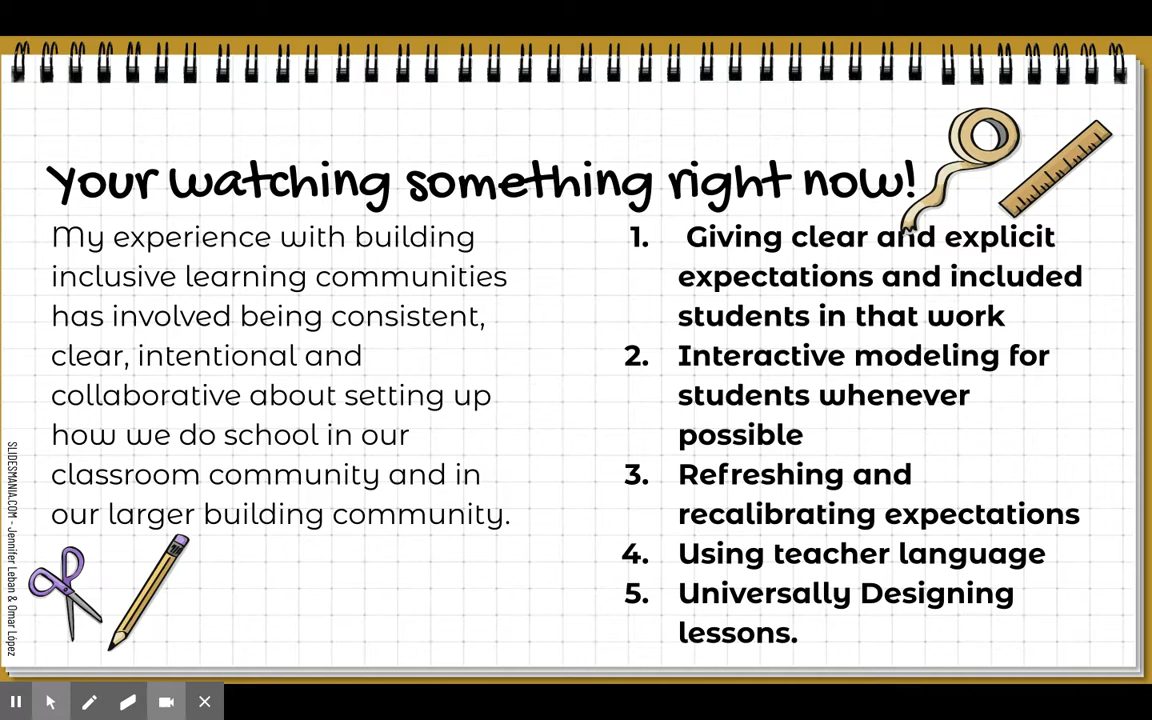 Your watching something right now!
My experience with building
inclusive learning communities
has involved being consistent,
clear, intentional and
collaborative about setting up
how we do school in our
classroom community and in
our larger building community.
1. Giving clear and explicit
expectations and included
students in that work
2. Interactive modeling for
students whenever
possible
3. Refreshing and
recalibrating expectations
4. Using teacher language
5. Universally Designing
lessons.
SLIDESMANIA.COM - Jennifer Leban & Omar López